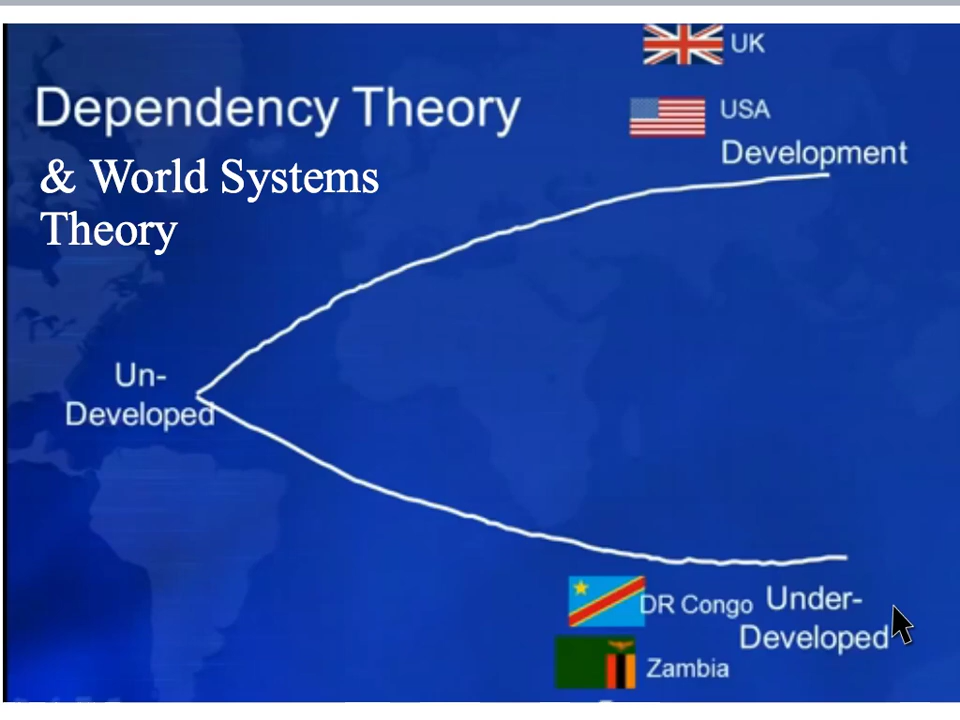 UK
Dependency Theory
USA
Development
& World Systems
Theory
Un-
Developed
DR Congo
Under-
Developed
Zambia